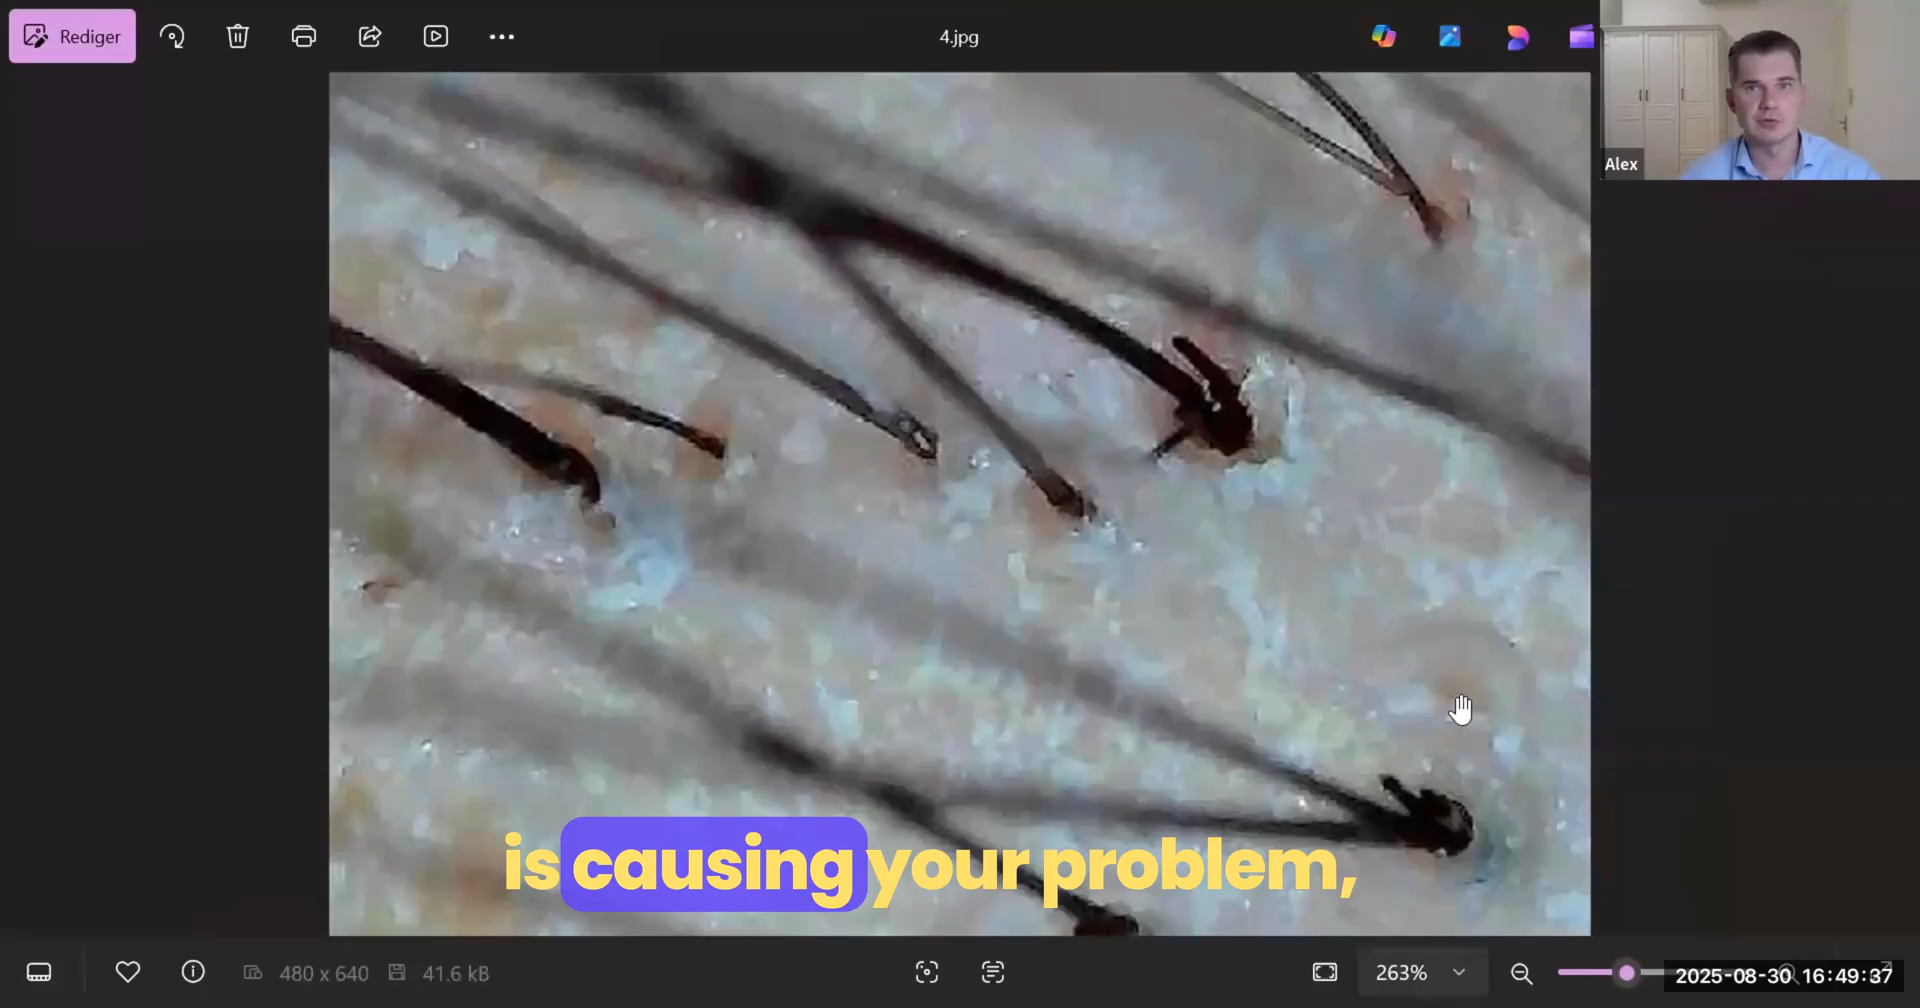 Rediger
4.jpg
Alex
is causing your problem,
480 x 640
41.6 kB
263%
2025-08-30 16:49:37